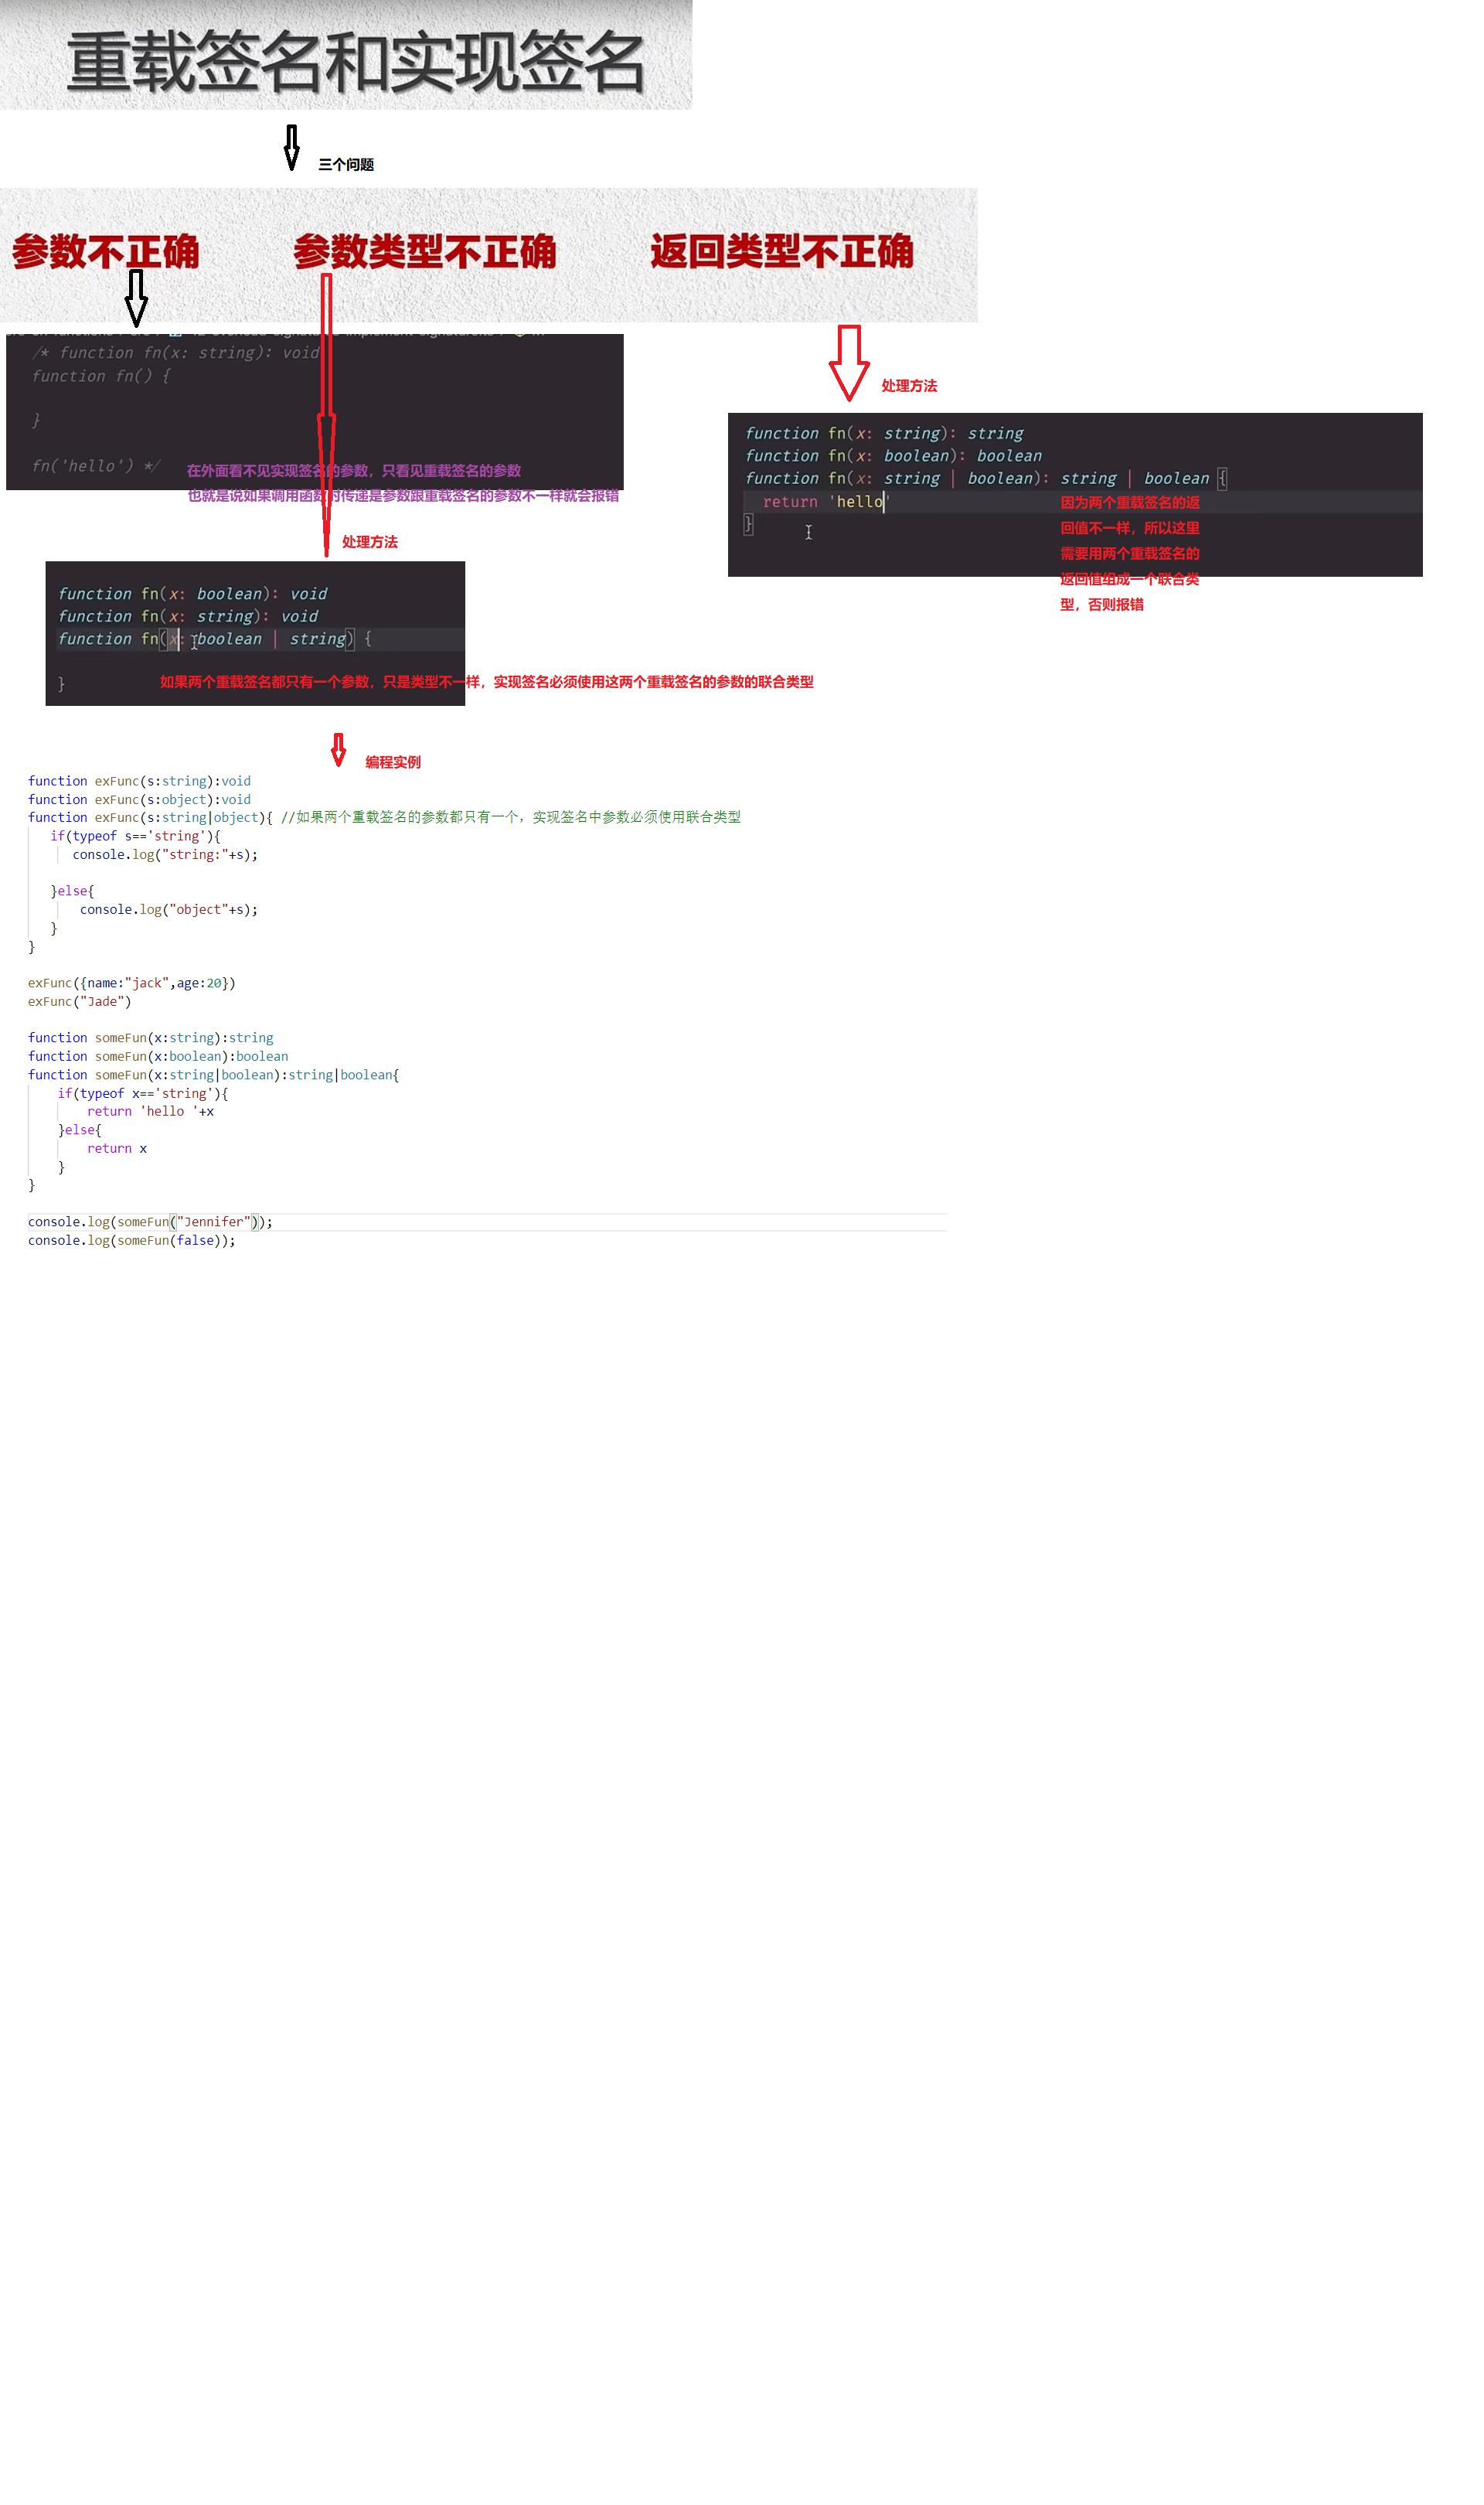 重载签名和实现签名
三个问题
参数不正确 参数类型不正确 返回类型不正确
/* function fn(x: string): void
function fn() {
}
fn('hello') */
在外面看不见实现签名的参数，只看见重载签名的参数
也就是说如果调用函数时传递是参数跟重载签名的参数不一样就会报错
处理方法
function fn(x: string): string
function fn(x: boolean): boolean
function fn(x: string | boolean): string | boolean {
return 'hello'
}
因为两个重载签名的返
回值不一样，所以这里
需要用两个重载签名的
返回值组成一个联合类
型，否则报错
处理方法
function fn(x: boolean): void
function fn(x: string): void
function fn(x: boolean | string) {
}
如果两个重载签名都只有一个参数，只是类型不一样，实现签名必须使用这两个重载签名的参数的联合类型
编程实例
function exFunc(s:string):void
function exFunc(s:object):void
function exFunc(s:string|object){ //如果两个重载签名的参数都只有一个，实现签名中参数必须使用联合类型
if(typeof s=='string'){
console.log("string:"+s);
}else{
console.log("object"+s);
}
}
exFunc({name:"jack",age:20})
exFunc("Jade")
function someFun(x:string):string
function someFun(x:boolean):boolean
function someFun(x:string|boolean):string|boolean{
if(typeof x=='string'){
return 'hello '+x
}else{
return x
}
}
console.log(someFun("Jennifer"));
console.log(someFun(false));